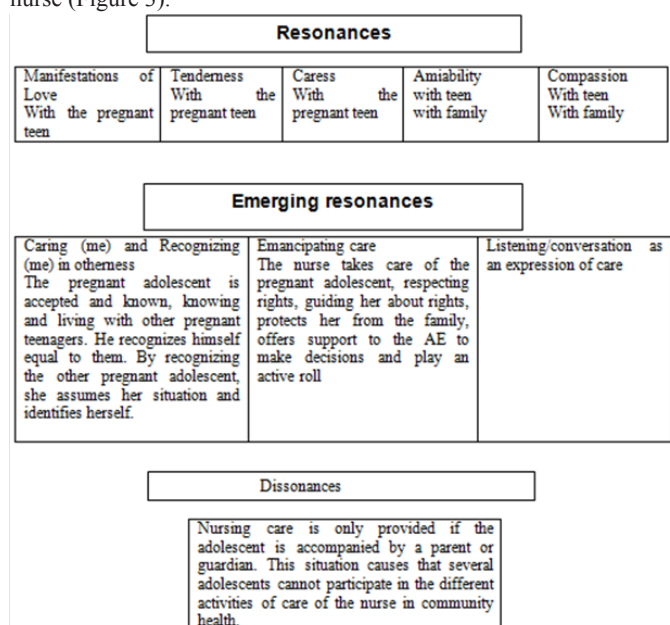 nurse (Figure 3).
Resonances
Manifestations of
Love
With the pregnant
teen
Tenderness
With the
pregnant teen
Caress
With the
pregnant teen
Amiability
with teen
with family
Compassion
With teen
With family
Emerging resonances
Caring (me) and Recognizing
(me) in otherness
The pregnant adolescent is
accepted and known, knowing
and living with other pregnant
teenagers. He recognizes himself
equal to them. By recognizing
the other pregnant adolescent,
she assumes her situation and
identifies herself.
Emancipating care
The nurse takes care of the
pregnant adolescent, respecting
rights, guiding her about rights,
protects her from the family,
offers support to the AE to
make decisions and play an
active roll
Listening/conversation as
an expression of care
Dissonances
Nursing care is only provided if the
adolescent is accompanied by a parent or
guardian. This situation causes that several
adolescents cannot participate in the different
activities of care of the nurse in community
health.